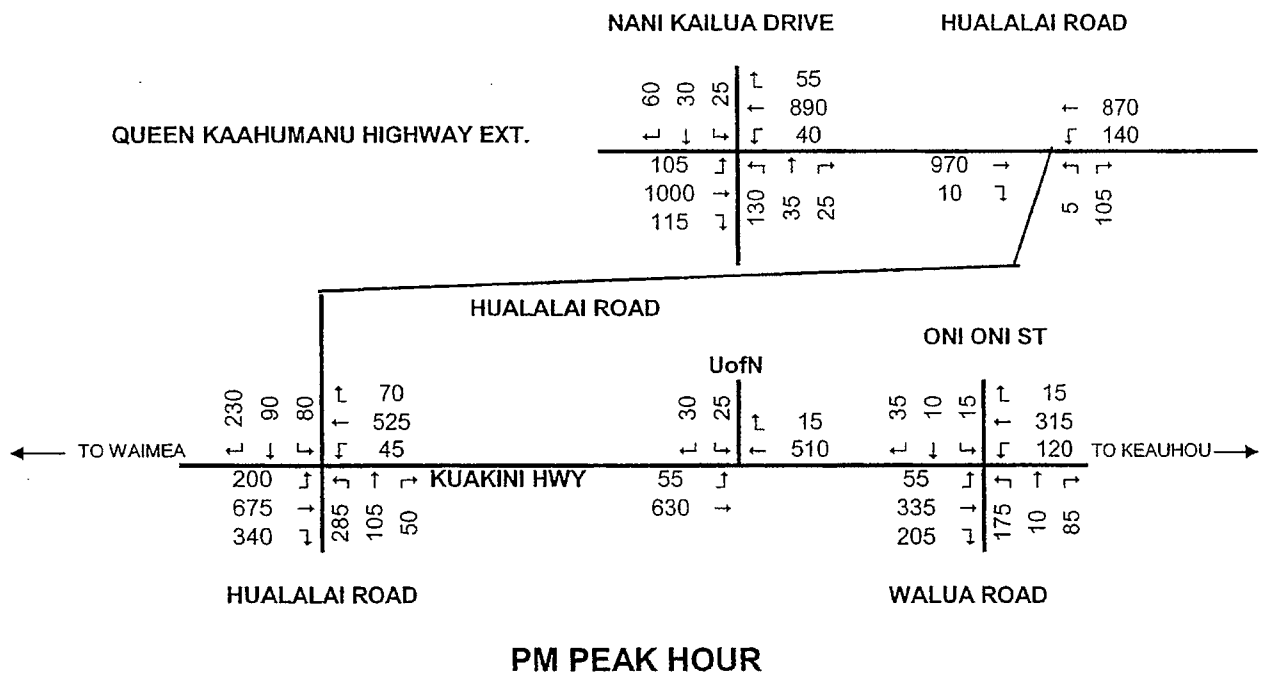 NANI KAILUA DRIVE HUALALAI ROAD
60 30 25 ↰ 55
← 890 ← 870
QUEEN KAAHUMANU HIGHWAY EXT. ↵ ↓ ↳ ↲ 40 ↲ 140
105 ↥ ↰ ↑ ↱ 970 → ↰ ↱
1000 → 130 35 25 10 ↴ 5 105
115 ↴
HUALALAI ROAD
ONI ONI ST
UofN
230 90 80 ↰ 70 30 25 ↰ 15 35 10 15 ↰ 15
← 525 ← 315
← TO WAIMEA ↵ ↓ ↳ ↲ 45 ↵ ↳ ← 510 ↵ ↓ ↳ ↲ 120 TO KEAUHOU →
200 ↥ ↰ ↑ ↱ KUAKINI HWY 55 ↥ 55 ↥ ↰ ↑ ↱
675 → 285 105 50 630 → 335 → 175 10 85
340 ↴ 205 ↴
HUALALAI ROAD WALUA ROAD
PM PEAK HOUR